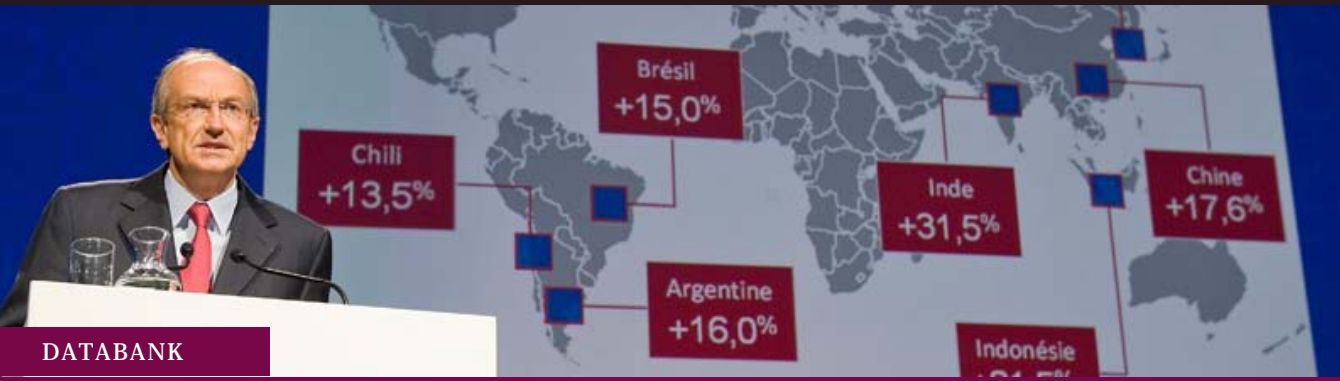 Brésil
+15,0%
Chili
+13,5%
Inde
+31,5%
Chine
+17,6%
Argentine
+16,0%
Indonésie
DATABANK